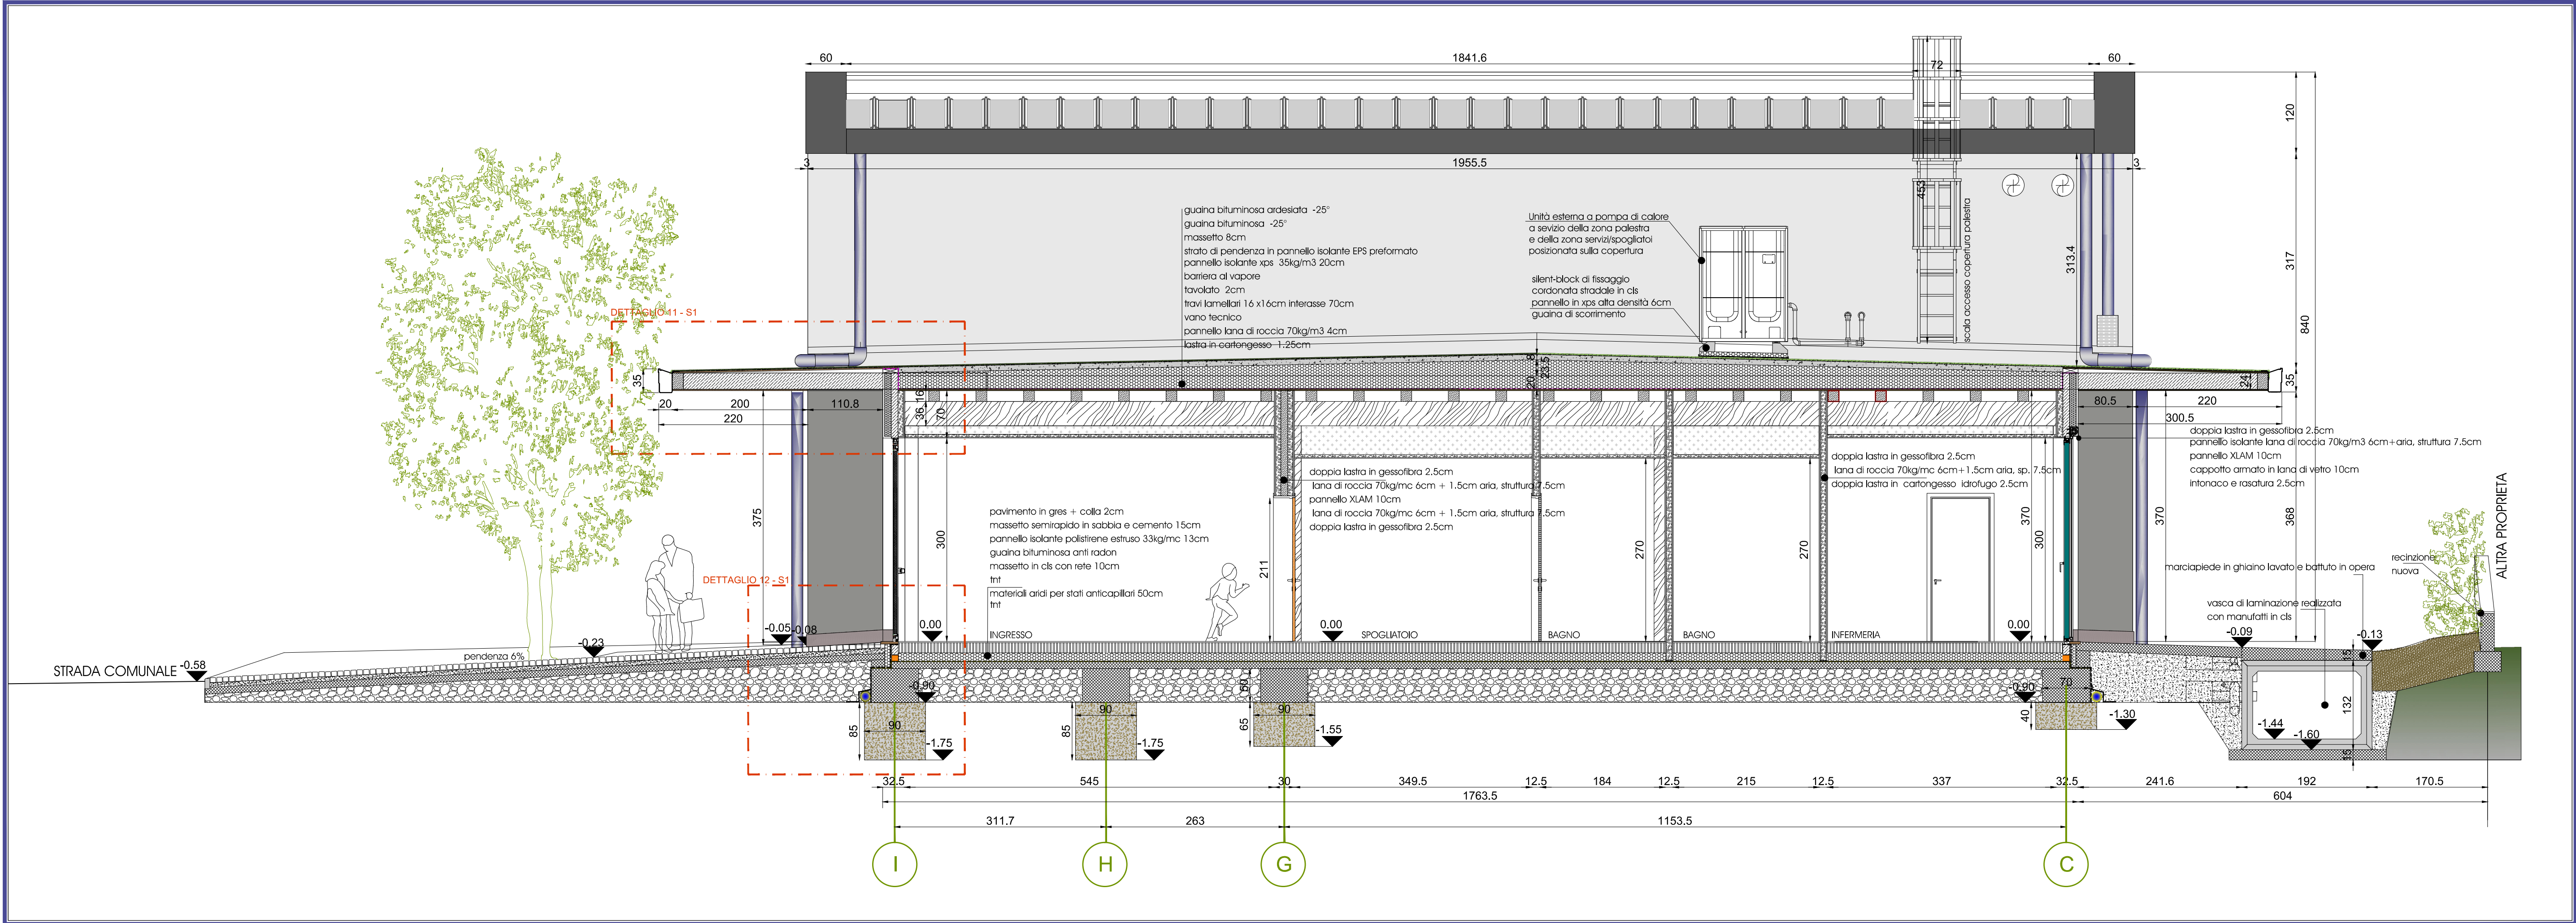 60
1841.6
60
72
120
3
1955.5
3
453
scala accesso copertura palestra
313.4
317
840
guaina bituminosa ardesiata -25°
guaina bituminosa -25°
massetto 8cm
strato di pendenza in pannello isolante EPS preformato
pannello isolante xps 35kg/m3 20cm
barriera al vapore
tavolato 2cm
travi lamellari 16 x16cm interasse 70cm
vano tecnico
pannello lana di roccia 70kg/m3 4cm
lastra in cartongesso 1.25cm
Unità esterna a pompa di calore
a sevizio della zona palestra
e della zona servizi/spogliatoi
posizionata sulla copertura
silent-block di fissaggio
cordonata stradale in cls
pannello in xps alta densità 6cm
guaina di scorrimento
DETTAGLIO 11 - S1
35
20
200
110.8
220
16
36
70
8
23.5
20
24
35
80.5
220
300.5
doppia lastra in gessofibra 2.5cm
pannello isolante lana di roccia 70kg/m3 6cm+aria, struttura 7.5cm
pannello XLAM 10cm
cappotto armato in lana di vetro 10cm
intonaco e rasatura 2.5cm
doppia lastra in gessofibra 2.5cm
lana di roccia 70kg/mc 6cm + 1.5cm aria, struttura 7.5cm
pannello XLAM 10cm
lana di roccia 70kg/mc 6cm + 1.5cm aria, struttura 7.5cm
doppia lastra in gessofibra 2.5cm
doppia lastra in gessofibra 2.5cm
lana di roccia 70kg/mc 6cm+1.5cm aria, sp. 7.5cm
doppia lastra in cartongesso idrofugo 2.5cm
pavimento in gres + colla 2cm
massetto semirapido in sabbia e cemento 15cm
pannello isolante polistirene estruso 33kg/mc 13cm
guaina bituminosa anti radon
massetto in cls con rete 10cm
tnt
materiali aridi per stati anticapillari 50cm
tnt
375
300
211
270
270
370
300
370
368
ALTRA PROPRIETA
recinzione
nuova
marciapiede in ghiaino lavato e battuto in opera
vasca di laminazione realizzata
con manufatti in cls
DETTAGLIO 12 - S1
-0.05
-0.08
0.00
INGRESSO
0.00
SPOGLIATOIO
BAGNO
BAGNO
INFERMERIA
0.00
-0.09
-0.13
STRADA COMUNALE
-0.58
-0.23
pendenza 6%
-0.90
90
85
-1.75
90
85
-1.75
50
90
65
-1.55
-0.90
70
40
-1.30
15
132
-1.44
-1.60
15
32.5
545
30
349.5
12.5
184
12.5
215
12.5
337
32.5
241.6
192
170.5
1763.5
604
311.7
263
1153.5
I
H
G
C